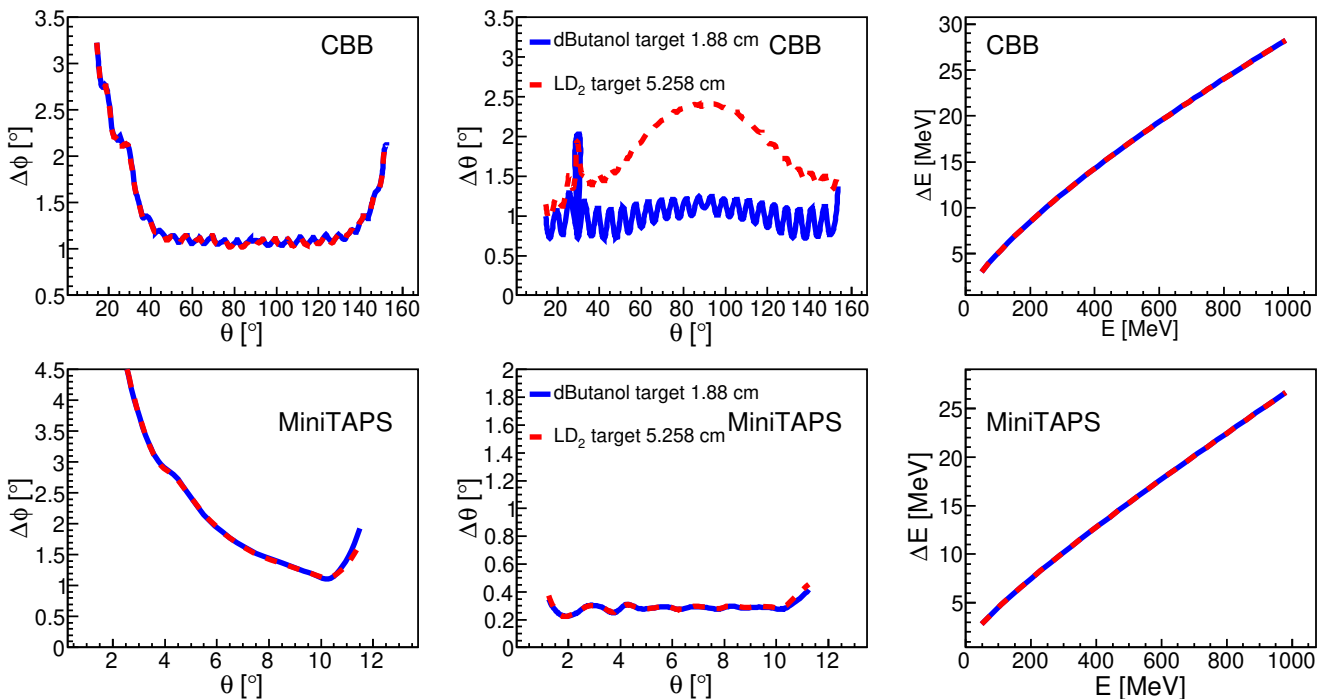 3.5
3
2.5
2
1.5
1
0.5
Δϕ [°]
CBB
0 20 40 60 80 100 120 140 160
θ [°]
3.5
3
2.5
2
1.5
1
0.5
0
Δθ [°]
dButanol target 1.88 cm
CBB
LD₂ target 5.258 cm
0 20 40 60 80 100 120 140 160
θ [°]
30
25
20
15
10
5
ΔE [MeV]
CBB
0 200 400 600 800 1000
E [MeV]
4.5
4
3.5
3
2.5
2
1.5
1
0.5
0
Δϕ [°]
MiniTAPS
2 4 6 8 10 12
θ [°]
2
1.8
1.6
1.4
1.2
1
0.8
0.6
0.4
0.2
0
Δθ [°]
dButanol target 1.88 cm
LD₂ target 5.258 cm
MiniTAPS
2 4 6 8 10 12
θ [°]
25
20
15
10
5
ΔE [MeV]
MiniTAPS
0 200 400 600 800 1000
E [MeV]